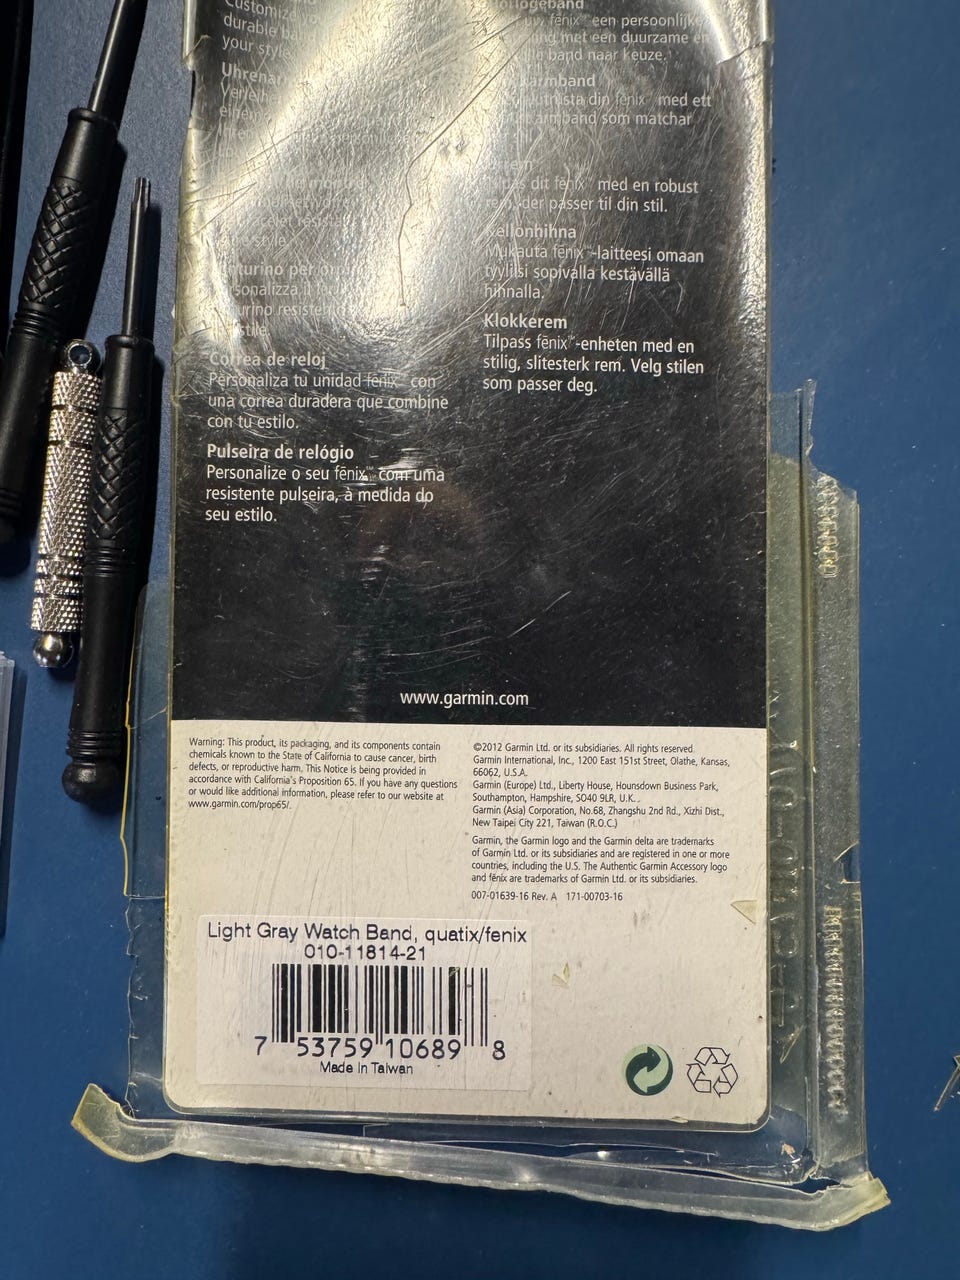 Customize
durable
your style
Uhrenar
einem
ihren
style.
Correa de reloj
Personaliza tu unidad fēnix™ con
una correa duradera que combine
con tu estilo.
Pulseira de relógio
Personalize o seu fēnix™ com uma
resistente pulseira, à medida do
seu estilo.
fēnix™ een persoonlijke
met een duurzame en
band naar keuze.
armband
din fēnix™ med ett
armband som matchar
dit fēnix™ med en robust
rem, der passer til din stil.
Kellonhihna
Mukauta fēnix™-laitteesi omaan
tyyliisi sopivalla kestävällä
hihnalla.
Klokkerem
Tilpass fēnix™-enheten med en
stilig, slitesterk rem. Velg stilen
som passer deg.
www.garmin.com
Warning: This product, its packaging, and its components contain
chemicals known to the State of California to cause cancer, birth
defects, or reproductive harm. This Notice is being provided in
accordance with California's Proposition 65. If you have any questions
or would like additional information, please refer to our website at
www.garmin.com/prop65/.
©2012 Garmin Ltd. or its subsidiaries. All rights reserved.
Garmin International, Inc., 1200 East 151st Street, Olathe, Kansas,
66062, U.S.A.
Garmin (Europe) Ltd., Liberty House, Hounsdown Business Park,
Southampton, Hampshire, SO40 9LR, U.K.
Garmin (Asia) Corporation, No.68, Zhangshu 2nd Rd., Xizhi Dist.,
New Taipei City 221, Taiwan (R.O.C.)
Garmin, the Garmin logo and the Garmin delta are trademarks
of Garmin Ltd. or its subsidiaries and are registered in one or more
countries, including the U.S. The Authentic Garmin Accessory logo
and fēnix are trademarks of Garmin Ltd. or its subsidiaries.
007-01639-16 Rev. A 171-00703-16
Light Gray Watch Band, quatix/fenix
010-11814-21
7 53759 10689 8
Made in Taiwan